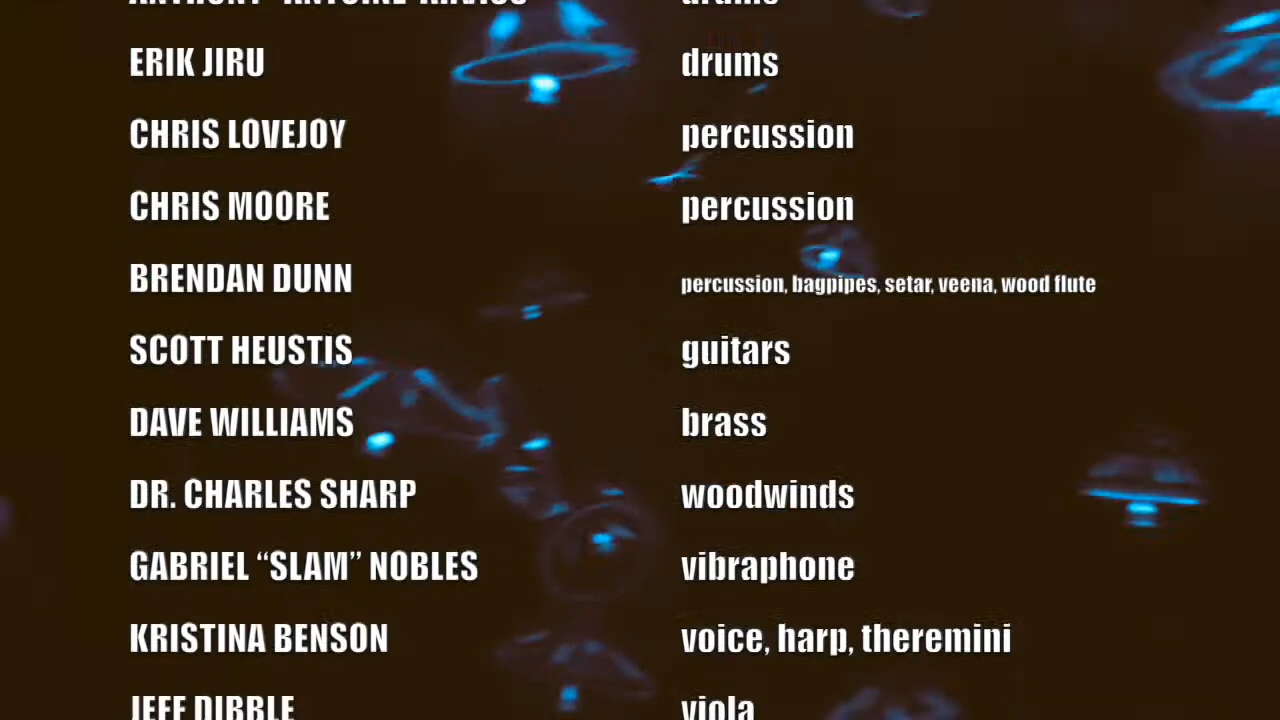 drums
ERIK JIRU drums
CHRIS LOVEJOY percussion
CHRIS MOORE percussion
BRENDAN DUNN percussion, bagpipes, setar, veena, wood flute
SCOTT HEUSTIS guitars
DAVE WILLIAMS brass
DR. CHARLES SHARP woodwinds
GABRIEL “SLAM” NOBLES vibraphone
KRISTINA BENSON voice, harp, theremini
JEFF DIBBLE viola